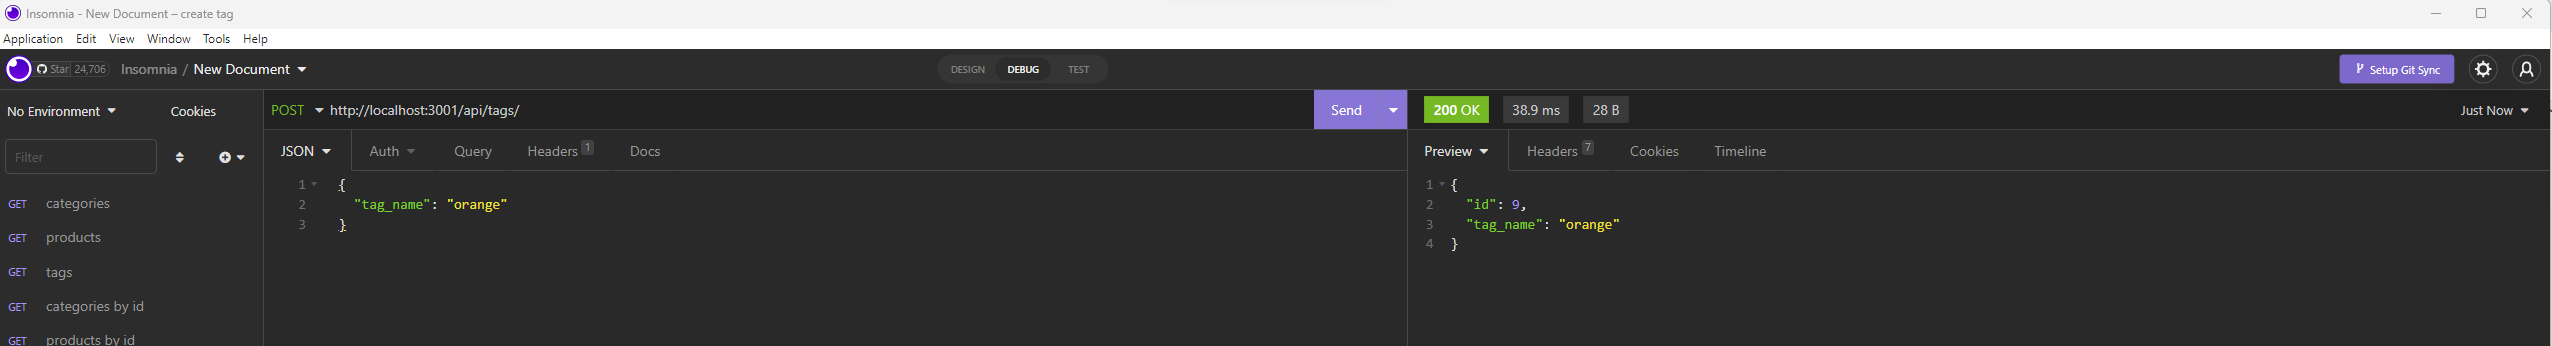 Insomnia - New Document – create tag
Application Edit View Window Tools Help
Star 24,706 Insomnia / New Document DESIGN DEBUG TEST Setup Git Sync
No Environment Cookies POST http://localhost:3001/api/tags/ Send 200 OK 38.9 ms 28 B Just Now
Filter JSON Auth Query Headers 1 Docs Preview Headers 7 Cookies Timeline
GET categories
GET products
GET tags
GET categories by id
GET products by id
1 {
2 "tag_name": "orange"
3 }
1 {
2 "id": 9,
3 "tag_name": "orange"
4 }